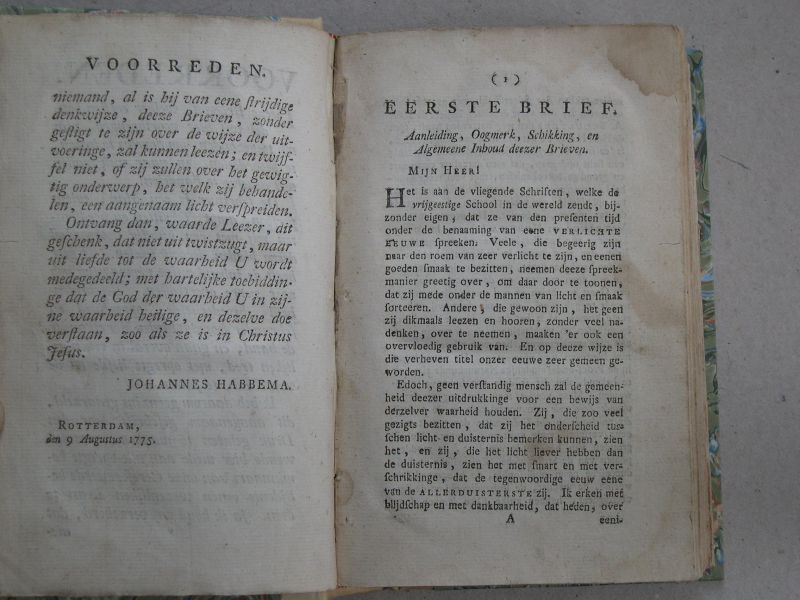 VOORREDEN.
niemand, al is hij van eene ſtrijdige
denkwijze, deeze Brieven, zonder
geſtigt te zijn over de wijze der uit-
voeringe, zal kunnen leezen; en twijf-
fel niet, of zij zullen over het gewig-
tig onderwerp, het welk zij behande-
len, een aangenaam licht verſpreiden.
Ontvang dan, waarde Leezer, dit
geſchenk, dat niet uit twistzugt, maar
uit liefde tot de waarheid U wordt
medegedeeld; met hartelijke toebiddin-
ge dat de God der waarheid U in zij-
ne waarheid heilige, en dezelve doe
verſtaan, zoo als ze is in Christus
Jeſus.
JOHANNES HABBEMA.
ROTTERDAM,
den 9 Augustus 1775.
(1)
EERSTE BRIEF.
Aanleiding, Oogmerk, Schikking, en
Algemeene Inhoud deezer Brieven.
MIJN HEER!
Het is aan de vliegende Schriften, welke de
vrijgeestige School in de wereld zendt, bij-
zonder eigen, dat ze van den preſenten tijd
onder de benaaming van eene VERLICHTE
EEUWE ſpreeken. Veele, die begeerig zijn
naar den roem van zeer verlicht te zijn, en eenen
goeden ſmaak te bezitten, neemen deeze ſpreek-
manier greetig over, om daar door te toonen,
dat zij mede onder de mannen van licht en ſmaak
ſorteeren. Andere, die gewoon zijn, het geen
zij dikmaals leezen en hooren, zonder veel na-
denken, over te neemen, maaken 'er ook een
overvloedig gebruik van. En op deeze wijze is
die verheven titel onzer eeuwe zeer gemeen ge-
worden.
Edoch, geen verſtandig mensch zal de gemeen-
heid deezer uitdrukkinge voor een bewijs van
derzelver waarheid houden. Zij, die zoo veel
gezigts bezitten, dat zij het onderſcheid tus-
ſchen licht en duisternis bemerken kunnen, zien
het, en zij, die het licht liever hebben dan
de duisternis, zien het met ſmart en met ver-
ſchrikkinge, dat de tegenwoordige eeuw eene
van de ALLERDUISTERSTE zij. Ik erken met
blijdſchap en met dankbaarheid, dat heden, over
A
eeni-